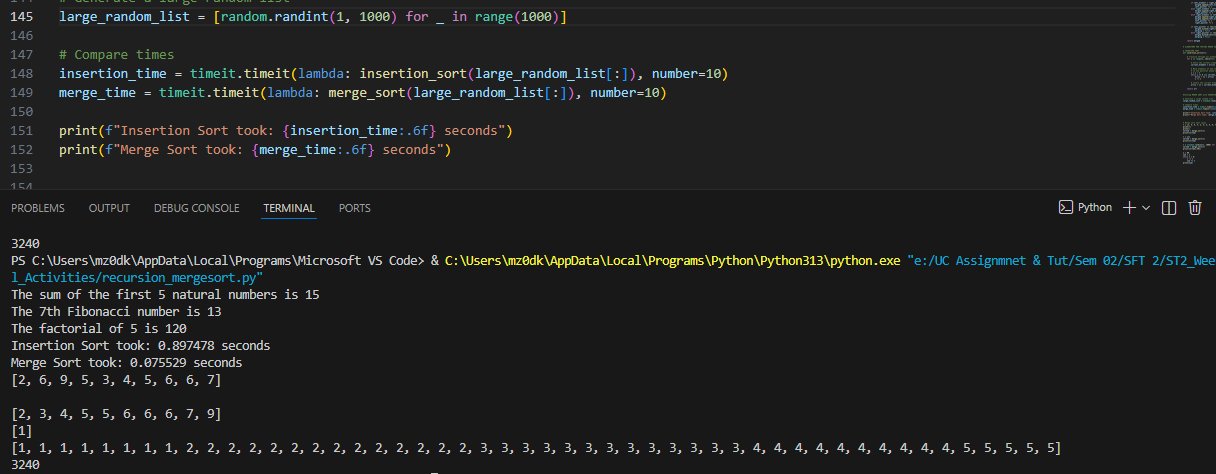 144 # Generate a large random list
145 large_random_list = [random.randint(1, 1000) for _ in range(1000)]
146
147 # Compare times
148 insertion_time = timeit.timeit(lambda: insertion_sort(large_random_list[:]), number=10)
149 merge_time = timeit.timeit(lambda: merge_sort(large_random_list[:]), number=10)
150
151 print(f"Insertion Sort took: {insertion_time:.6f} seconds")
152 print(f"Merge Sort took: {merge_time:.6f} seconds")
153
154
PROBLEMS OUTPUT DEBUG CONSOLE TERMINAL PORTS Python
3240
PS C:\Users\mz0dk\AppData\Local\Programs\Microsoft VS Code> & C:\Users\mz0dk\AppData\Local\Programs\Python\Python313\python.exe "e:/UC Assignmnet & Tut/Sem 02/SFT 2/ST2_Wee
l_Activities/recursion_mergesort.py"
The sum of the first 5 natural numbers is 15
The 7th Fibonacci number is 13
The factorial of 5 is 120
Insertion Sort took: 0.897478 seconds
Merge Sort took: 0.075529 seconds
[2, 6, 9, 5, 3, 4, 5, 6, 6, 7]
[2, 3, 4, 5, 5, 6, 6, 6, 7, 9]
[1]
[1, 1, 1, 1, 1, 1, 1, 1, 2, 2, 2, 2, 2, 2, 2, 2, 2, 2, 2, 2, 2, 2, 3, 3, 3, 3, 3, 3, 3, 3, 3, 3, 3, 3, 3, 4, 4, 4, 4, 4, 4, 4, 4, 4, 4, 5, 5, 5, 5, 5]
3240